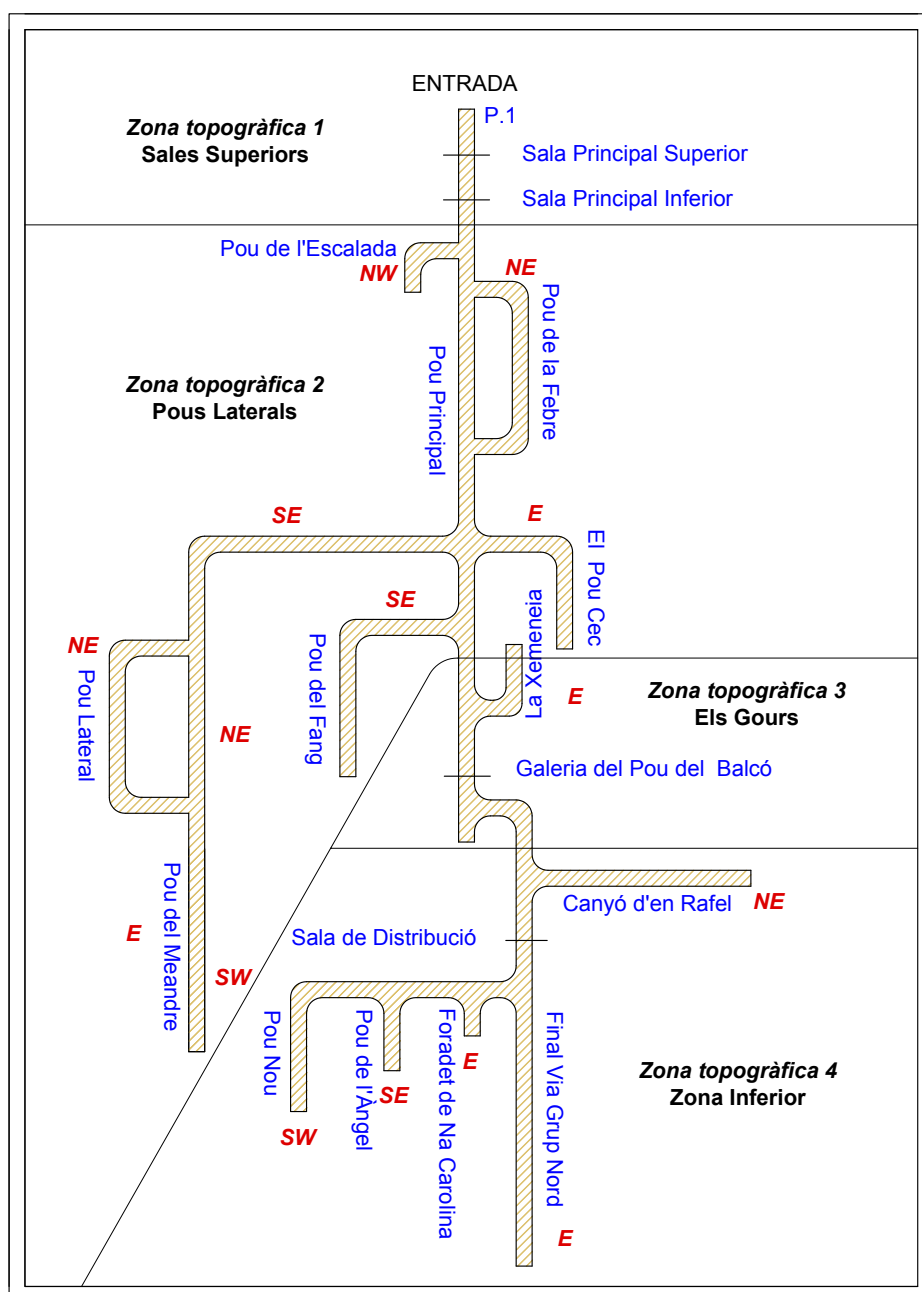 ENTRADA
P.1
Zona topogràfica 1
Sales Superiors
Sala Principal Superior
Sala Principal Inferior
Pou de l'Escalada
NW
NE
Pou de la Febre
Pou Principal
Zona topogràfica 2
Pous Laterals
SE
E
El Pou Cec
SE
La Xemeneia
NE
Pou Lateral
Pou del Fang
E
Zona topogràfica 3
Els Gours
NE
Galeria del Pou del Balcó
Pou del Meandre
Canyó d'en Rafel
NE
E
Sala de Distribució
SW
Pou Nou
Pou de l'Àngel
Foradet de Na Carolina
Final Via Grup Nord
E
SE
SW
Zona topogràfica 4
Zona Inferior
E